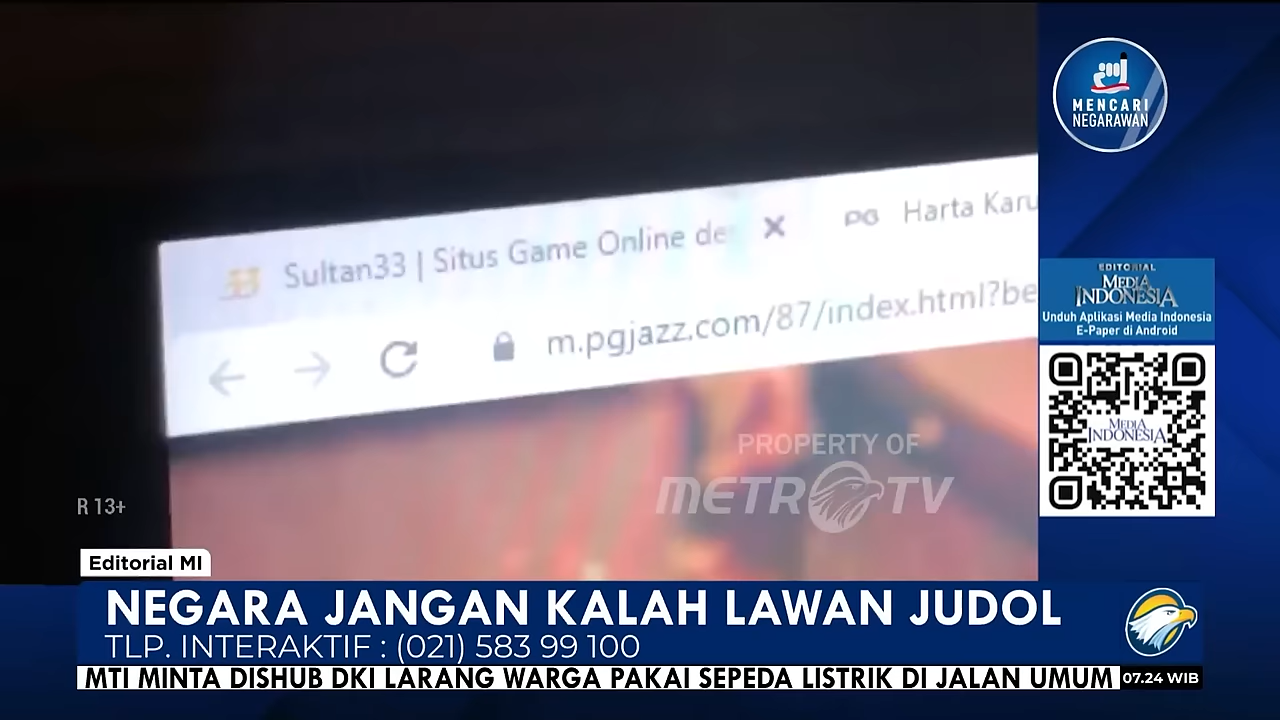 MENCARI
NEGARAWAN
Sultan33 | Situs Game Online de
PG Harta Karu
m.pgjazz.com/87/index.html?be
EDITORIAL
MEDIA
INDONESIA
Unduh Aplikasi Media Indonesia
E-Paper di Android
MEDIA
INDONESIA
PROPERTY OF
METRO TV
R 13+
Editorial MI
NEGARA JANGAN KALAH LAWAN JUDOL
TLP. INTERAKTIF : (021) 583 99 100
MTI MINTA DISHUB DKI LARANG WARGA PAKAI SEPEDA LISTRIK DI JALAN UMUM
07.24 WIB